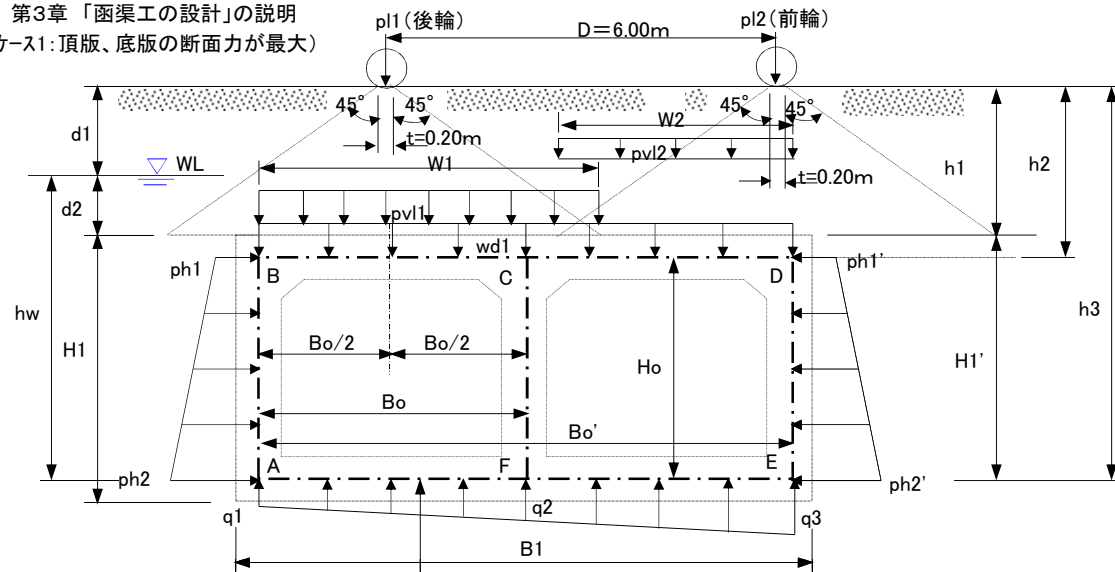 第3章 「函渠工の設計」の説明
ケース1：頂版、底版の断面力が最大）
pl1（後輪）
pl2（前輪）
D＝6.00m
45°
45°
45°
45°
d1
W2
t=0.20m
WL
W1
pvl2
h1
h2
t=0.20m
d2
pvl1
wd1
ph1
B
C
D
ph1'
hw
H1
h3
Bo/2
Bo/2
Ho
H1'
Bo
Bo'
A
F
E
ph2
ph2'
q1
q2
q3
B1